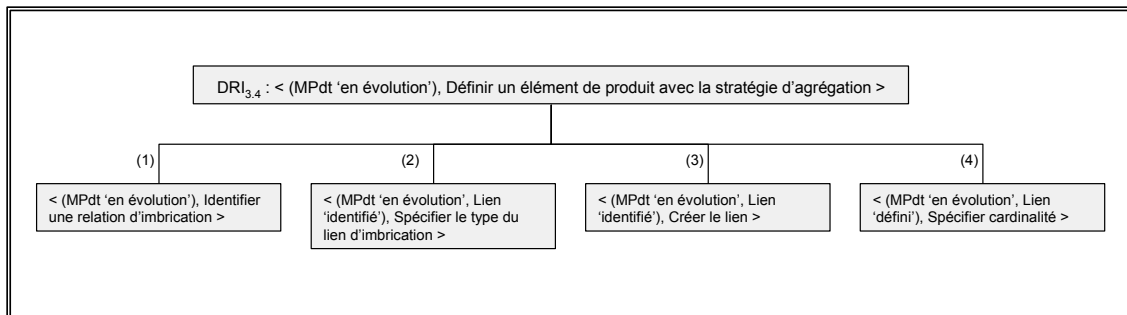 DRI3.4 : < (MPdt ‘en évolution’), Définir un élément de produit avec la stratégie d’agrégation >
(1)
(2)
(3)
(4)
< (MPdt ‘en évolution’), Identifier
une relation d’imbrication >
< (MPdt ‘en évolution’, Lien
‘identifié’), Spécifier le type du
lien d’imbrication >
< (MPdt ‘en évolution’, Lien
‘identifié’), Créer le lien >
< (MPdt ‘en évolution’, Lien
‘défini’), Spécifier cardinalité >